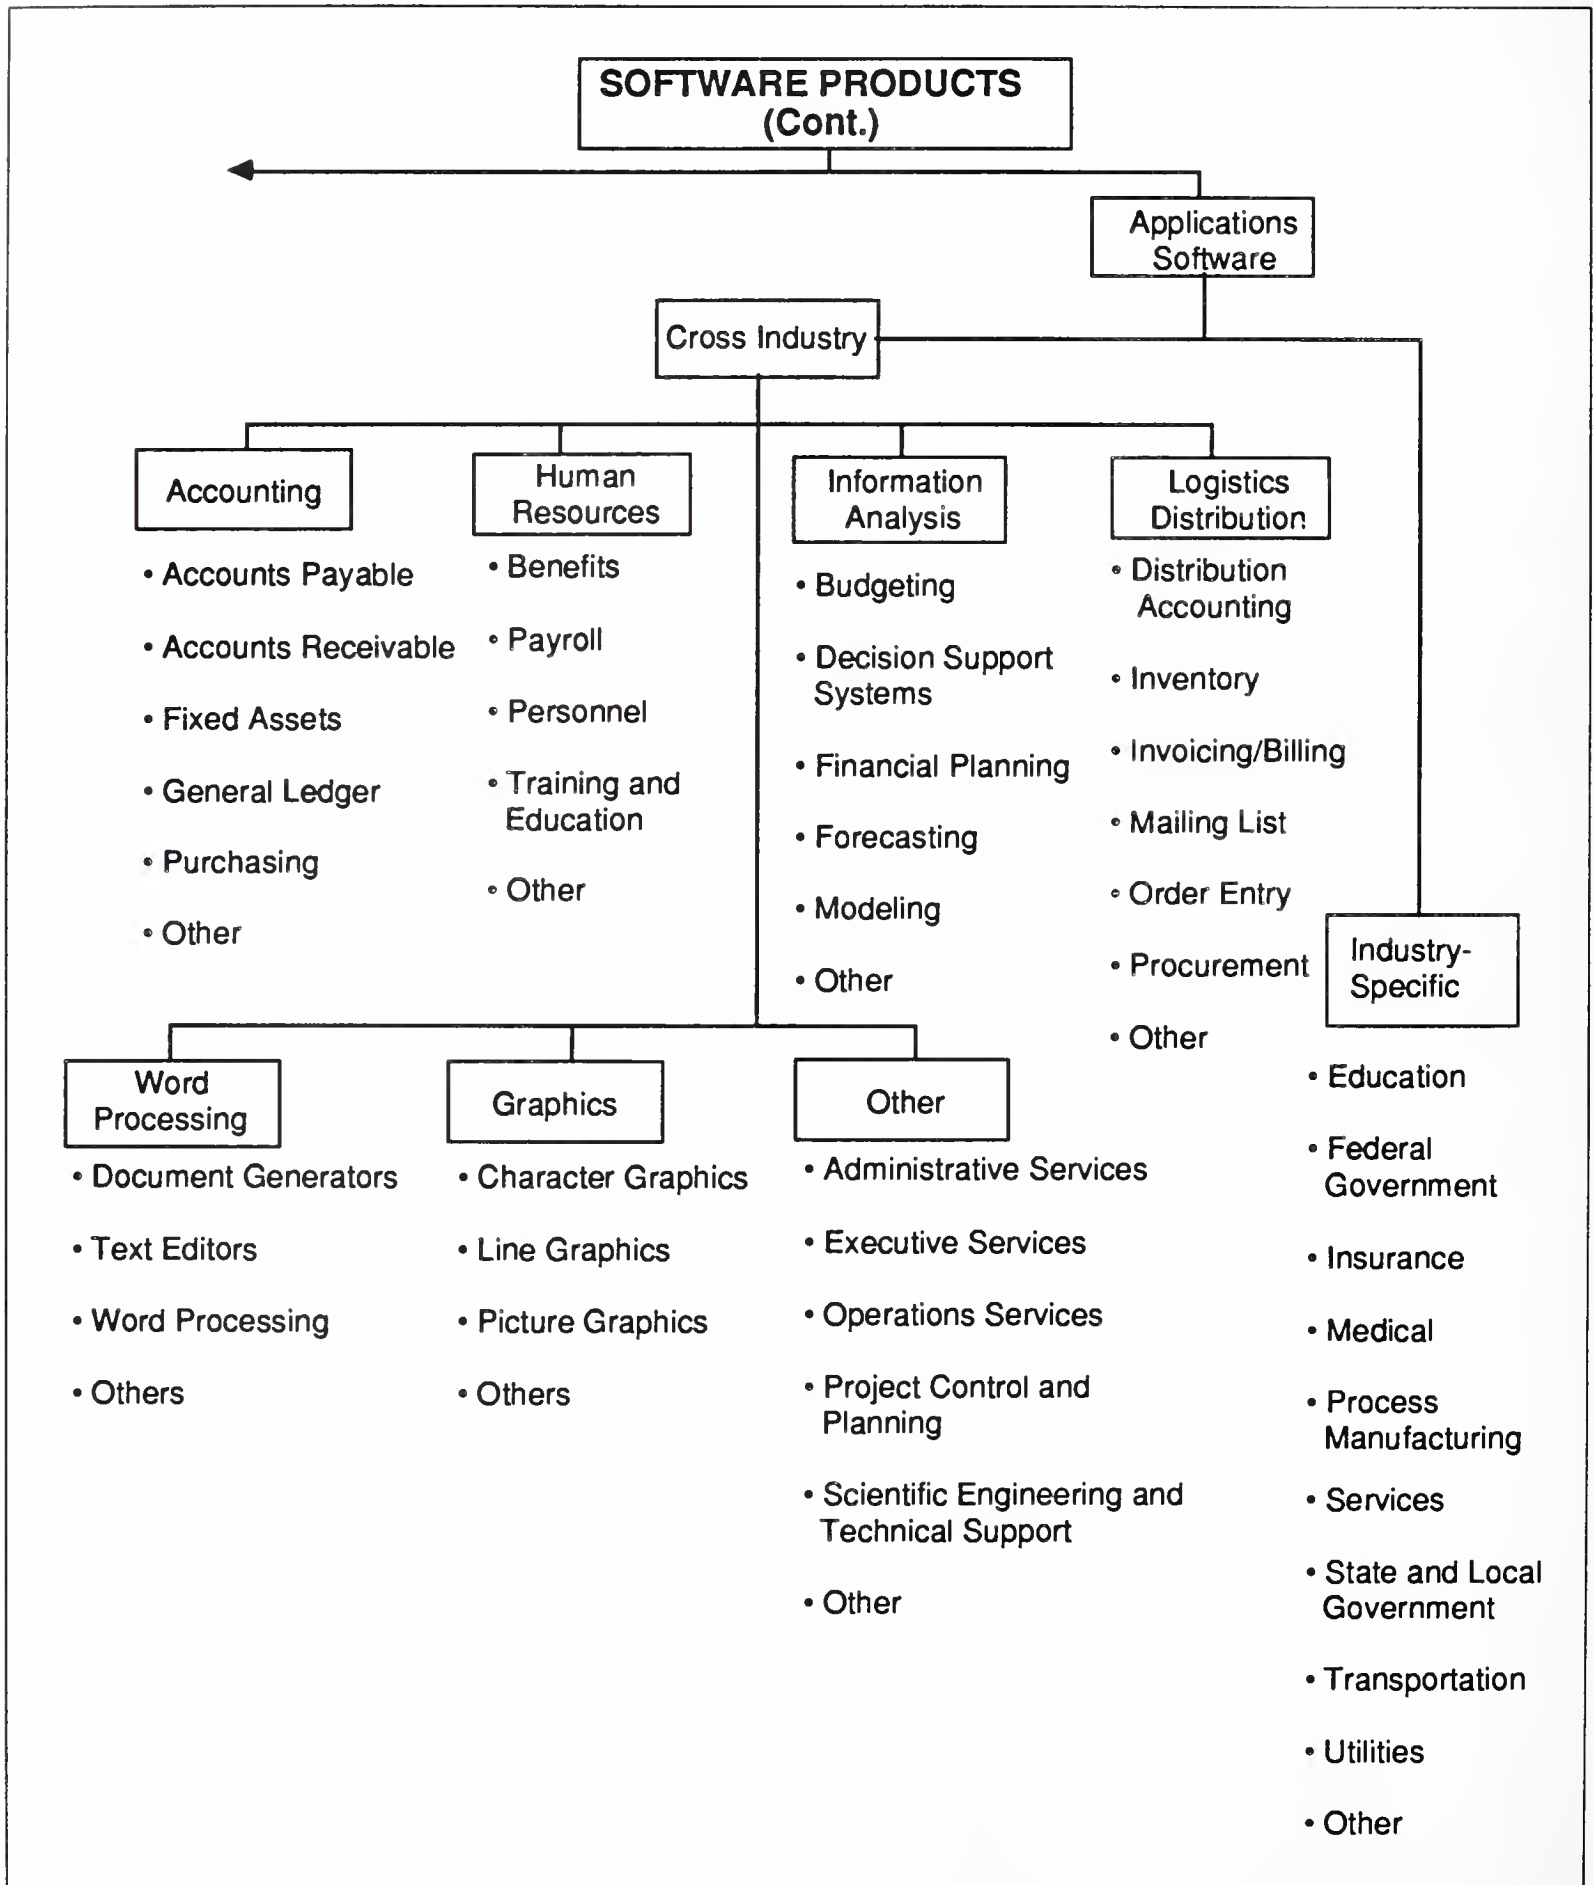 SOFTWARE PRODUCTS
(Cont.)
Applications
Software
Cross Industry
Accounting
• Accounts Payable
• Accounts Receivable
• Fixed Assets
• General Ledger
• Purchasing
• Other
Human
Resources
• Benefits
• Payroll
• Personnel
• Training and
Education
• Other
Information
Analysis
• Budgeting
• Decision Support
Systems
• Financial Planning
• Forecasting
• Modeling
• Other
Logistics
Distribution
• Distribution
Accounting
• Inventory
• Invoicing/Billing
• Mailing List
• Order Entry
• Procurement
• Other
Word
Processing
• Document Generators
• Text Editors
• Word Processing
• Others
Graphics
• Character Graphics
• Line Graphics
• Picture Graphics
• Others
Other
• Administrative Services
• Executive Services
• Operations Services
• Project Control and
Planning
• Scientific Engineering and
Technical Support
• Other
Industry-
Specific
• Education
• Federal
Government
• Insurance
• Medical
• Process
Manufacturing
• Services
• State and Local
Government
• Transportation
• Utilities
• Other